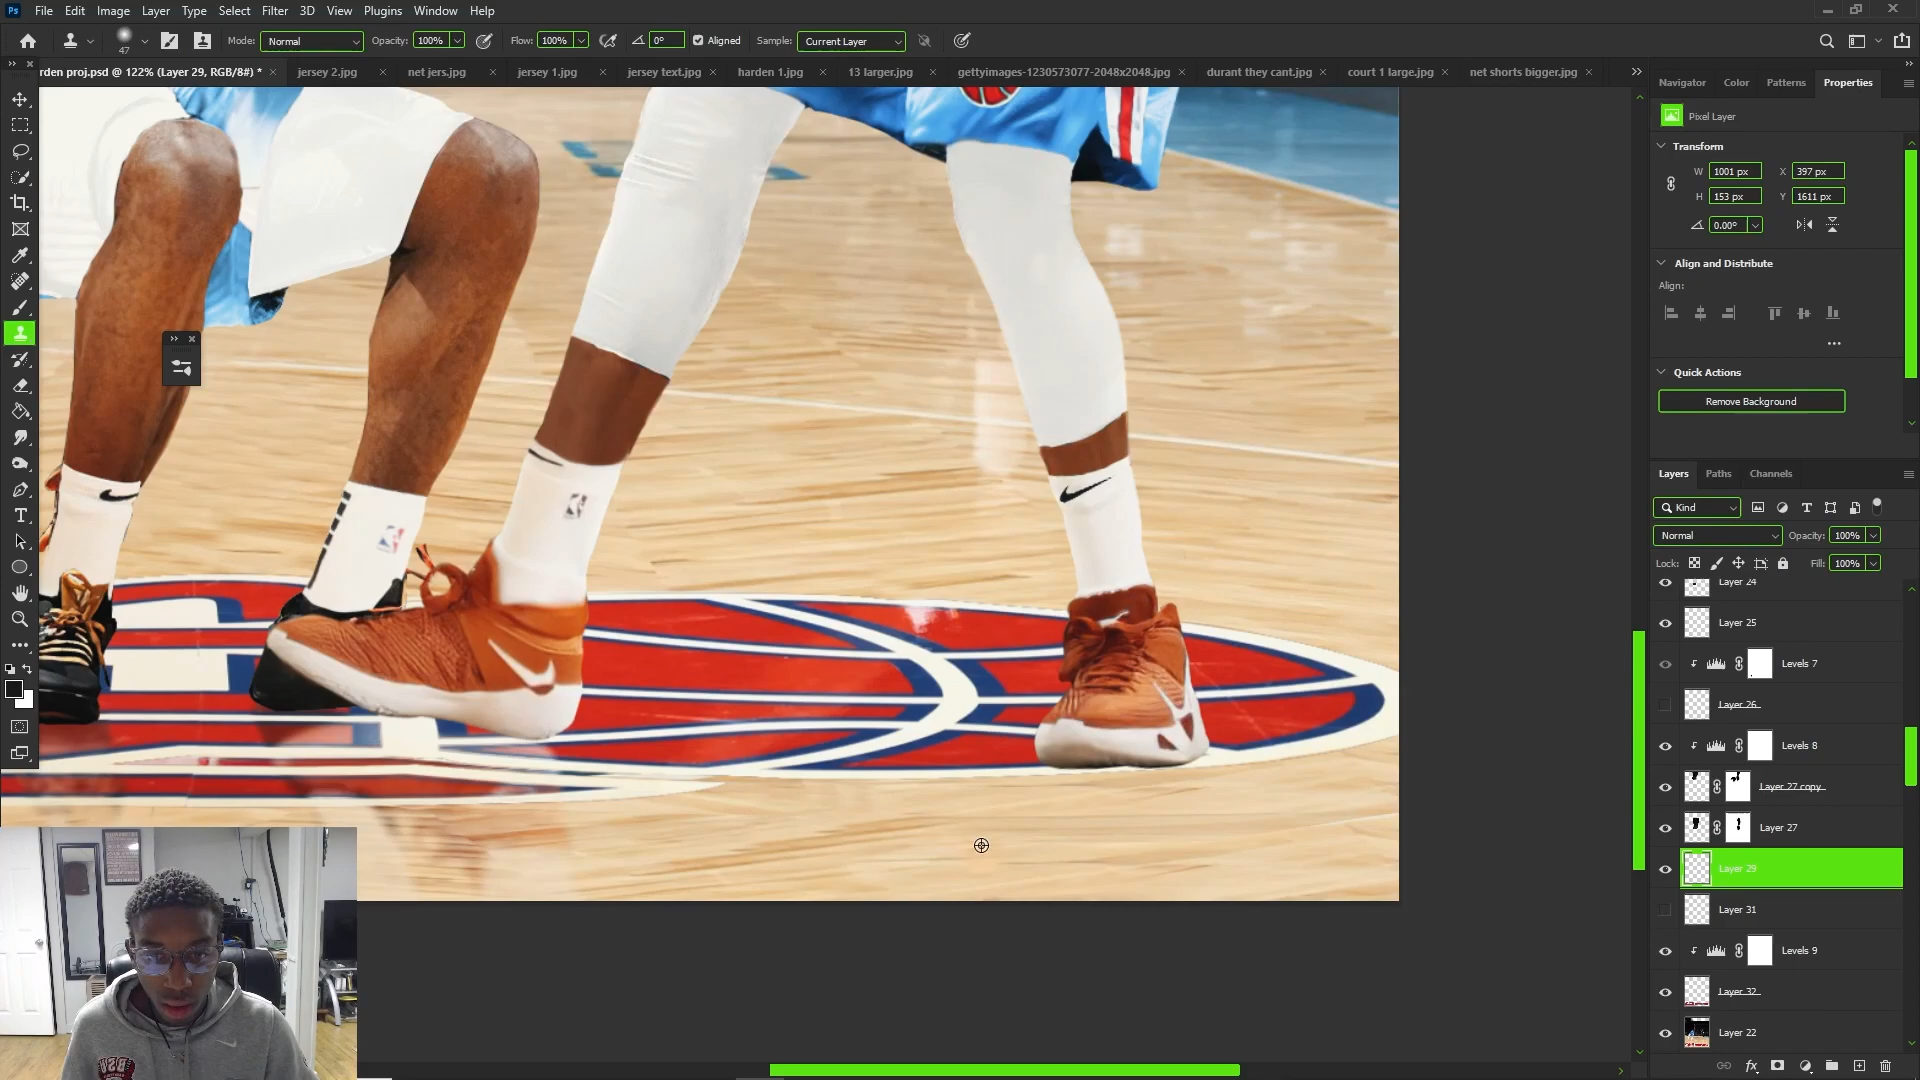 Ps File Edit Image Layer Type Select Filter 3D View Plugins Window Help
47 Mode: Normal Opacity: 100% Flow: 100% 0° Aligned Sample: Current Layer
rden proj.psd @ 122% (Layer 29, RGB/8#) * jersey 2.jpg net jers.jpg jersey 1.jpg jersey text.jpg harden 1.jpg 13 larger.jpg gettyimages-1230573077-2048x2048.jpg durant they cant.jpg court 1 large.jpg net shorts bigger.jpg
Navigator Color Patterns Properties
Pixel Layer
Transform
W 1001 px X 397 px
H 153 px Y 1611 px
0.00°
Align and Distribute
Align:
Quick Actions
Remove Background
Layers Paths Channels
Kind
Normal Opacity: 100%
Lock: Fill: 100%
Layer 24
Layer 25
Levels 7
Layer 26
Levels 8
Layer 27 copy
Layer 27
Layer 29
Layer 31
Levels 9
Layer 32
Layer 22
fx